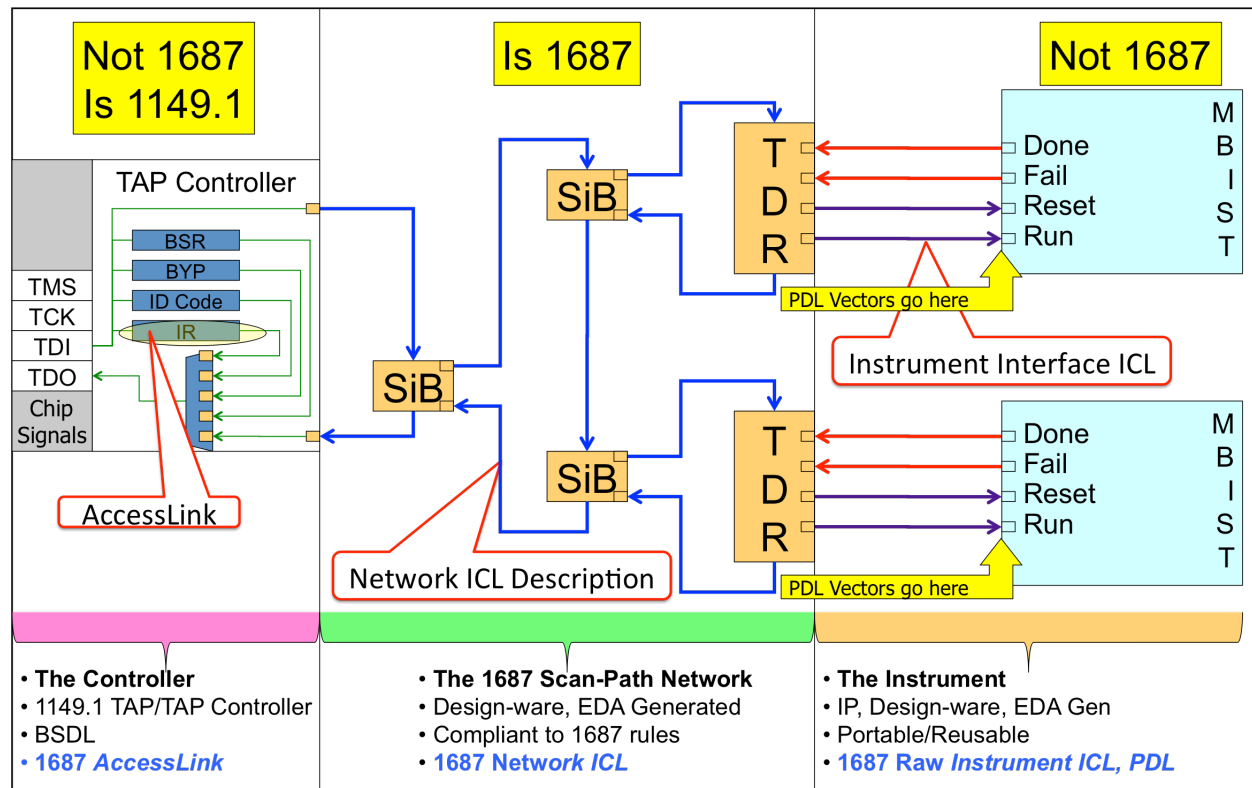 Not 1687
Is 1149.1
Is 1687
Not 1687
TAP Controller
BSR
BYP
ID Code
IR
TMS
TCK
TDI
TDO
Chip
Signals
AccessLink
SiB
SiB
SiB
Network ICL Description
T
D
R
T
D
R
Done
Fail
Reset
Run
M
B
I
S
T
PDL Vectors go here
Instrument Interface ICL
Done
Fail
Reset
Run
M
B
I
S
T
PDL Vectors go here
• The Controller
• 1149.1 TAP/TAP Controller
• BSDL
• 1687 AccessLink
• The 1687 Scan-Path Network
• Design-ware, EDA Generated
• Compliant to 1687 rules
• 1687 Network ICL
• The Instrument
• IP, Design-ware, EDA Gen
• Portable/Reusable
• 1687 Raw Instrument ICL, PDL